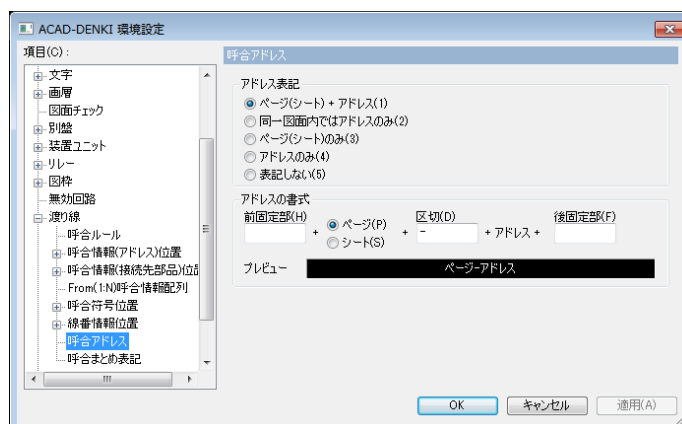 ACAD-DENKI 環境設定
項目(C):
文字
画層
図面チェック
別盤
装置ユニット
リレー
図枠
無効回路
渡り線
呼合ルール
呼合情報(アドレス)位置
呼合情報(接続先部品)位置
From(1:N)呼合情報配列
呼合符号位置
線番情報位置
呼合アドレス
呼合まとめ表記
呼合アドレス
アドレス表記
ページ(シート) + アドレス(1)
同一図面内ではアドレスのみ(2)
ページ(シート)のみ(3)
アドレスのみ(4)
表記しない(5)
アドレスの書式
前固定部(H) 区切(D) 後固定部(F)
+ ページ(P) + - + アドレス +
シート(S)
プレビュー ページ-アドレス
OK キャンセル 適用(A)